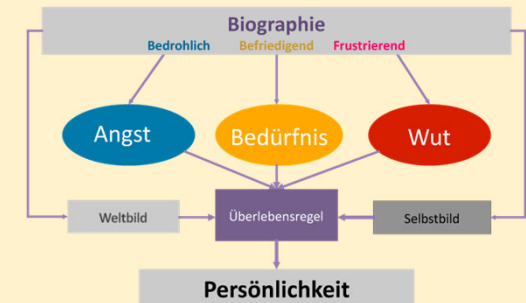 Biographie
Bedrohlich Befriedigend Frustrierend
Angst Bedürfnis Wut
Weltbild Überlebensregel Selbstbild
Persönlichkeit